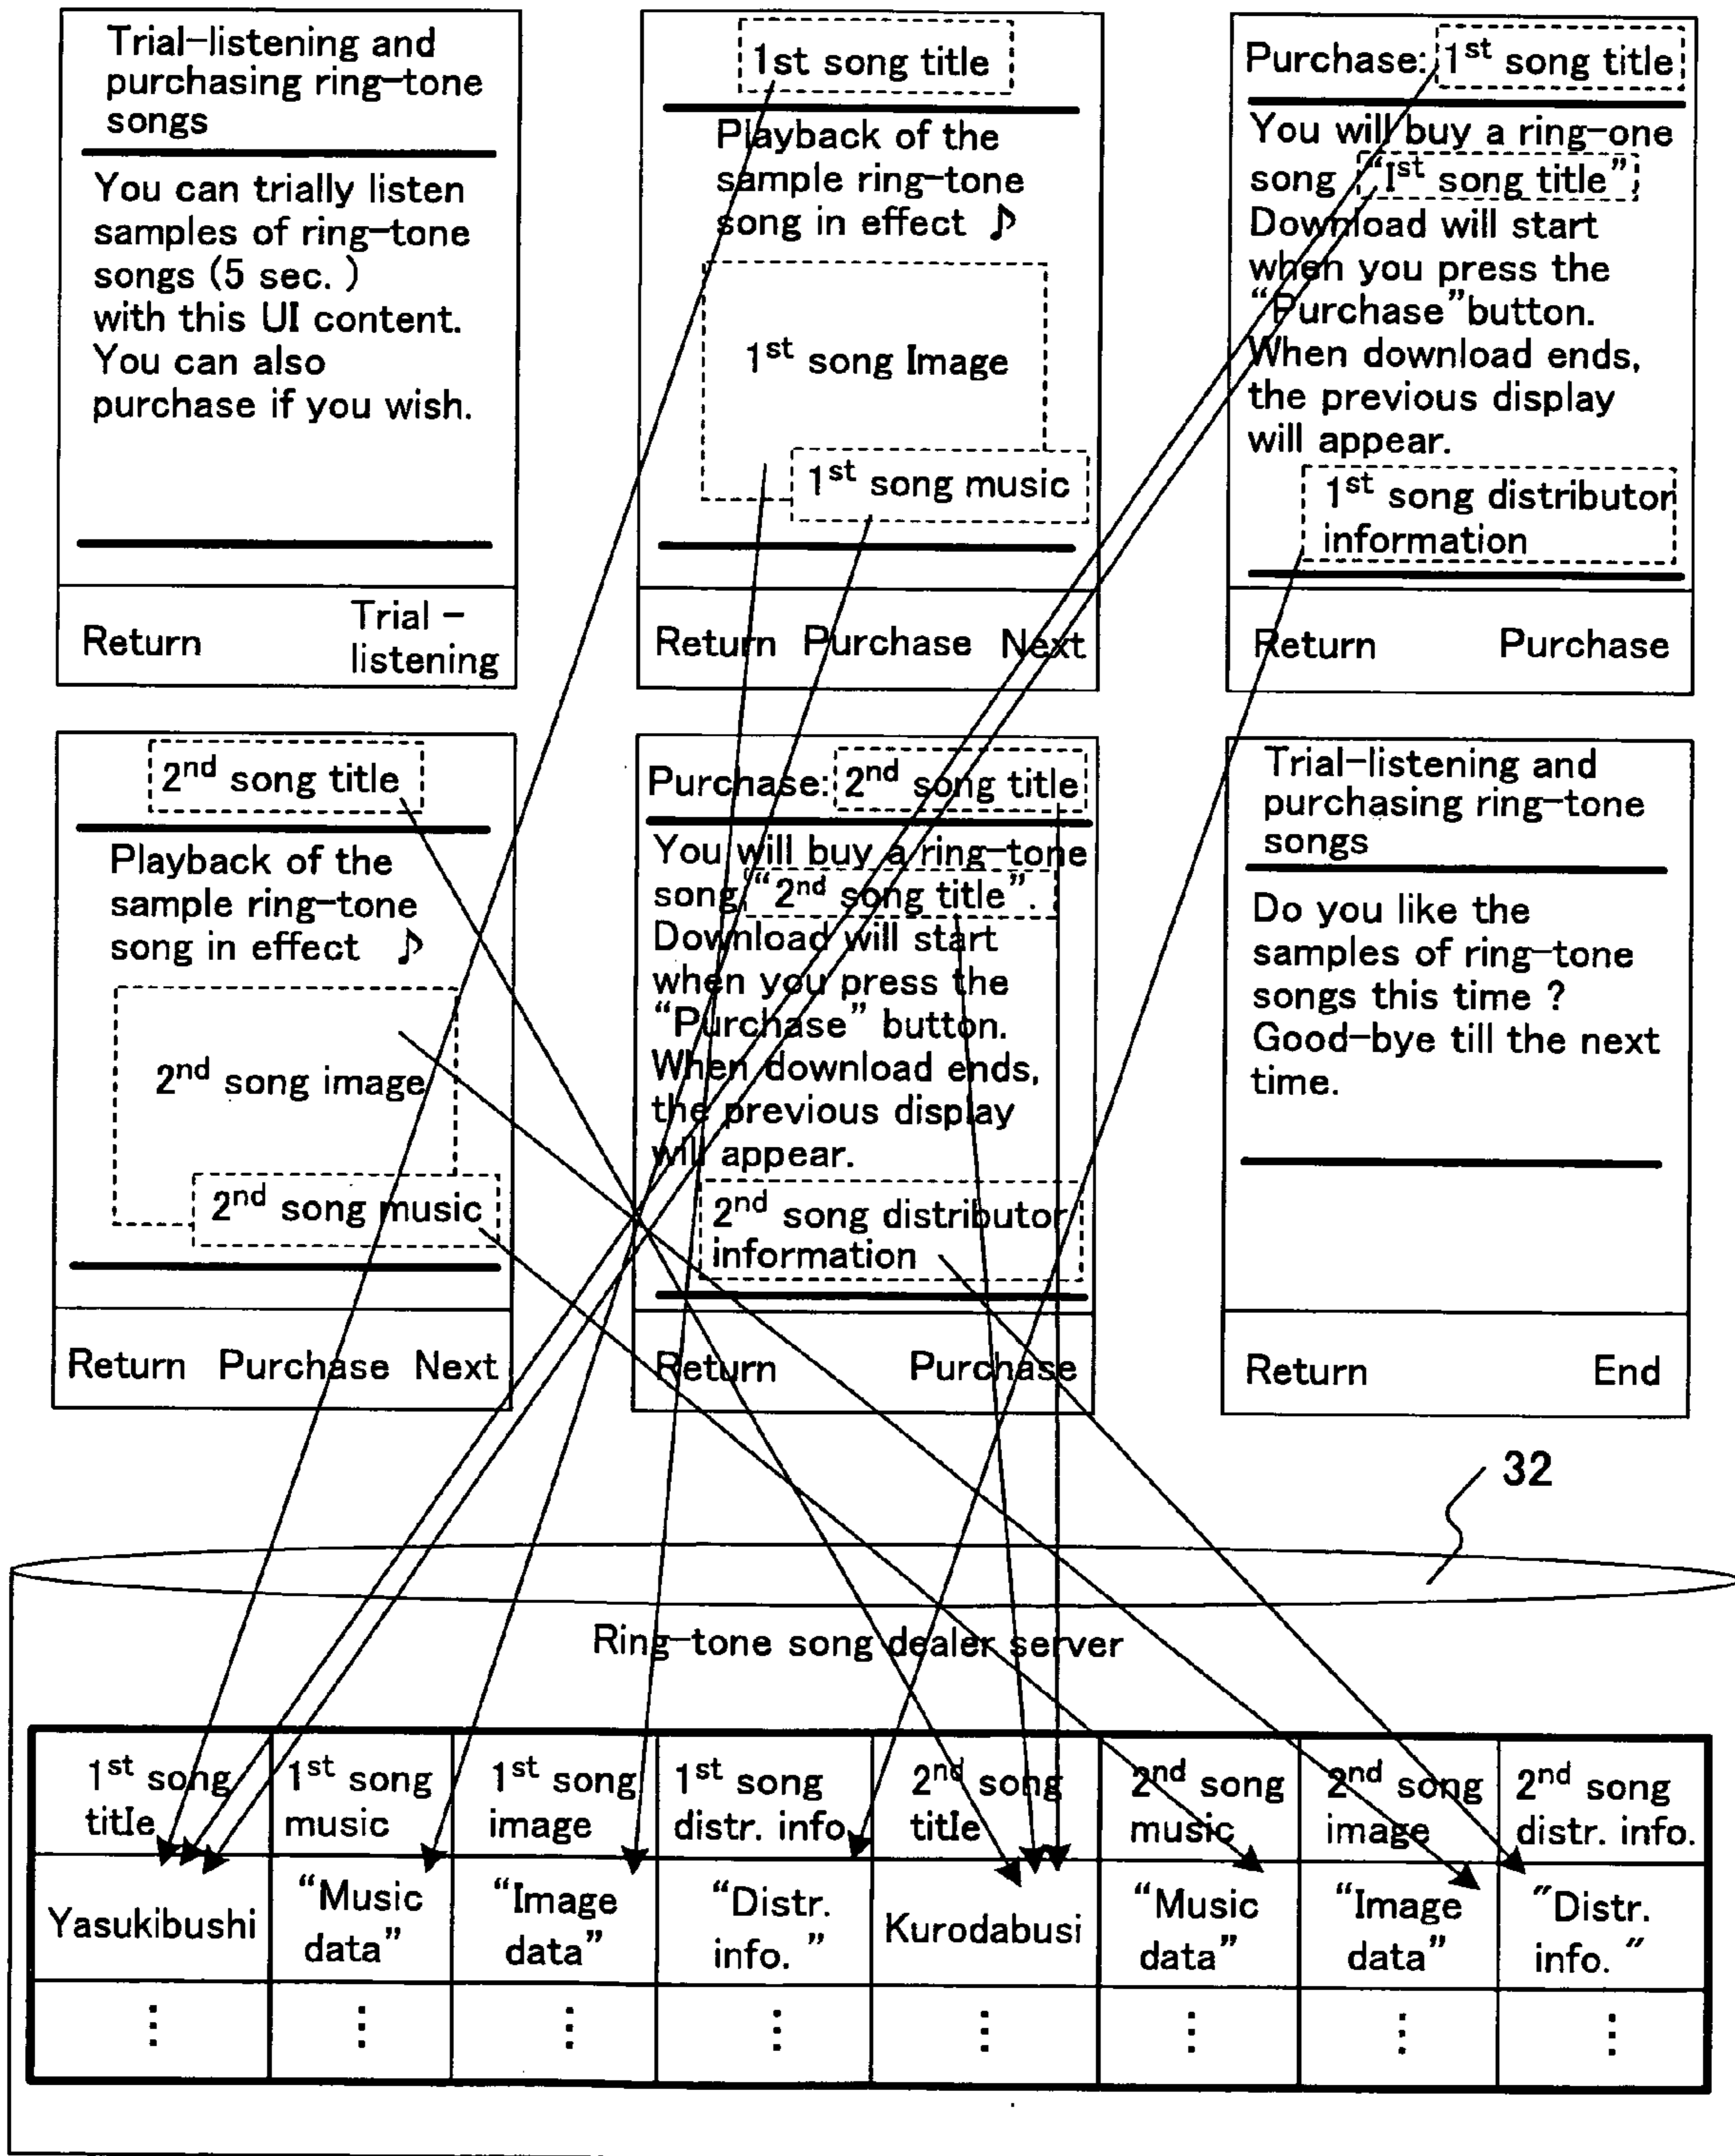 Trial-listening and
purchasing ring-tone
songs
You can trially listen
samples of ring-tone
songs (5 sec. )
with this UI content.
You can also
purchase if you wish.
Return
Trial -
listening
1st song title
Playback of the
sample ring-tone
song in effect ♪
1st song Image
1st song music
Return Purchase Next
Purchase: 1st song title
You will buy a ring-one
song “Ist song title”
Download will start
when you press the
“Purchase”button.
When download ends,
the previous display
will appear.
1st song distributor
information
Return Purchase
2nd song title
Playback of the
sample ring-tone
song in effect ♪
2nd song image
2nd song music
Return Purchase Next
Purchase: 2nd song title
You will buy a ring-tone
song “2nd song title”.
Download will start
when you press the
“Purchase” button.
When download ends,
the previous display
will appear.
2nd song distributor
information
Return Purchase
Trial-listening and
purchasing ring-tone
songs
Do you like the
samples of ring-tone
songs this time ?
Good-bye till the next
time.
Return End
32
Ring-tone song dealer server
1st song
title
1st song
music
1st song
image
1st song
distr. info.
2nd song
title
2nd song
music
2nd song
image
2nd song
distr. info.
Yasukibushi
“Music
data”
“Image
data”
“Distr.
info. ”
Kurodabusi
“Music
data”
“Image
data”
″Distr.
info. ″